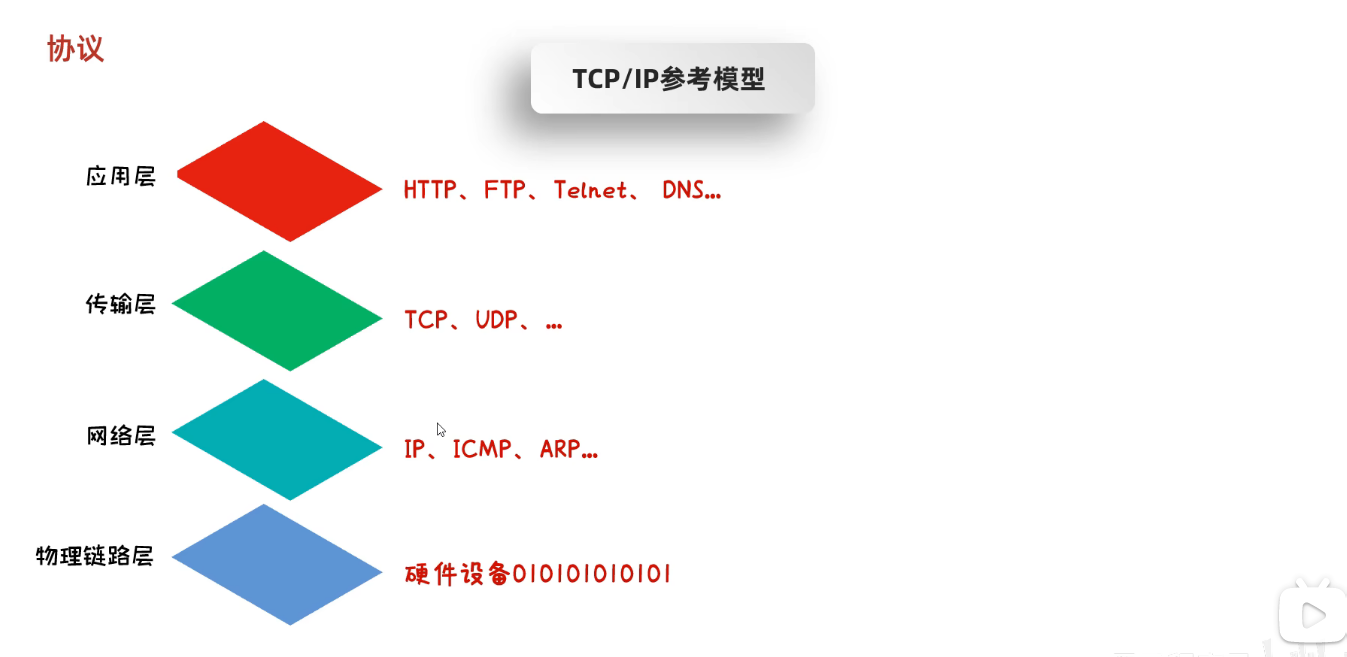 协议
TCP/IP参考模型
应用层
HTTP、FTP、Telnet、 DNS...
传输层
TCP、UDP、...
网络层
IP、ICMP、ARP...
物理链路层
硬件设备010101010101